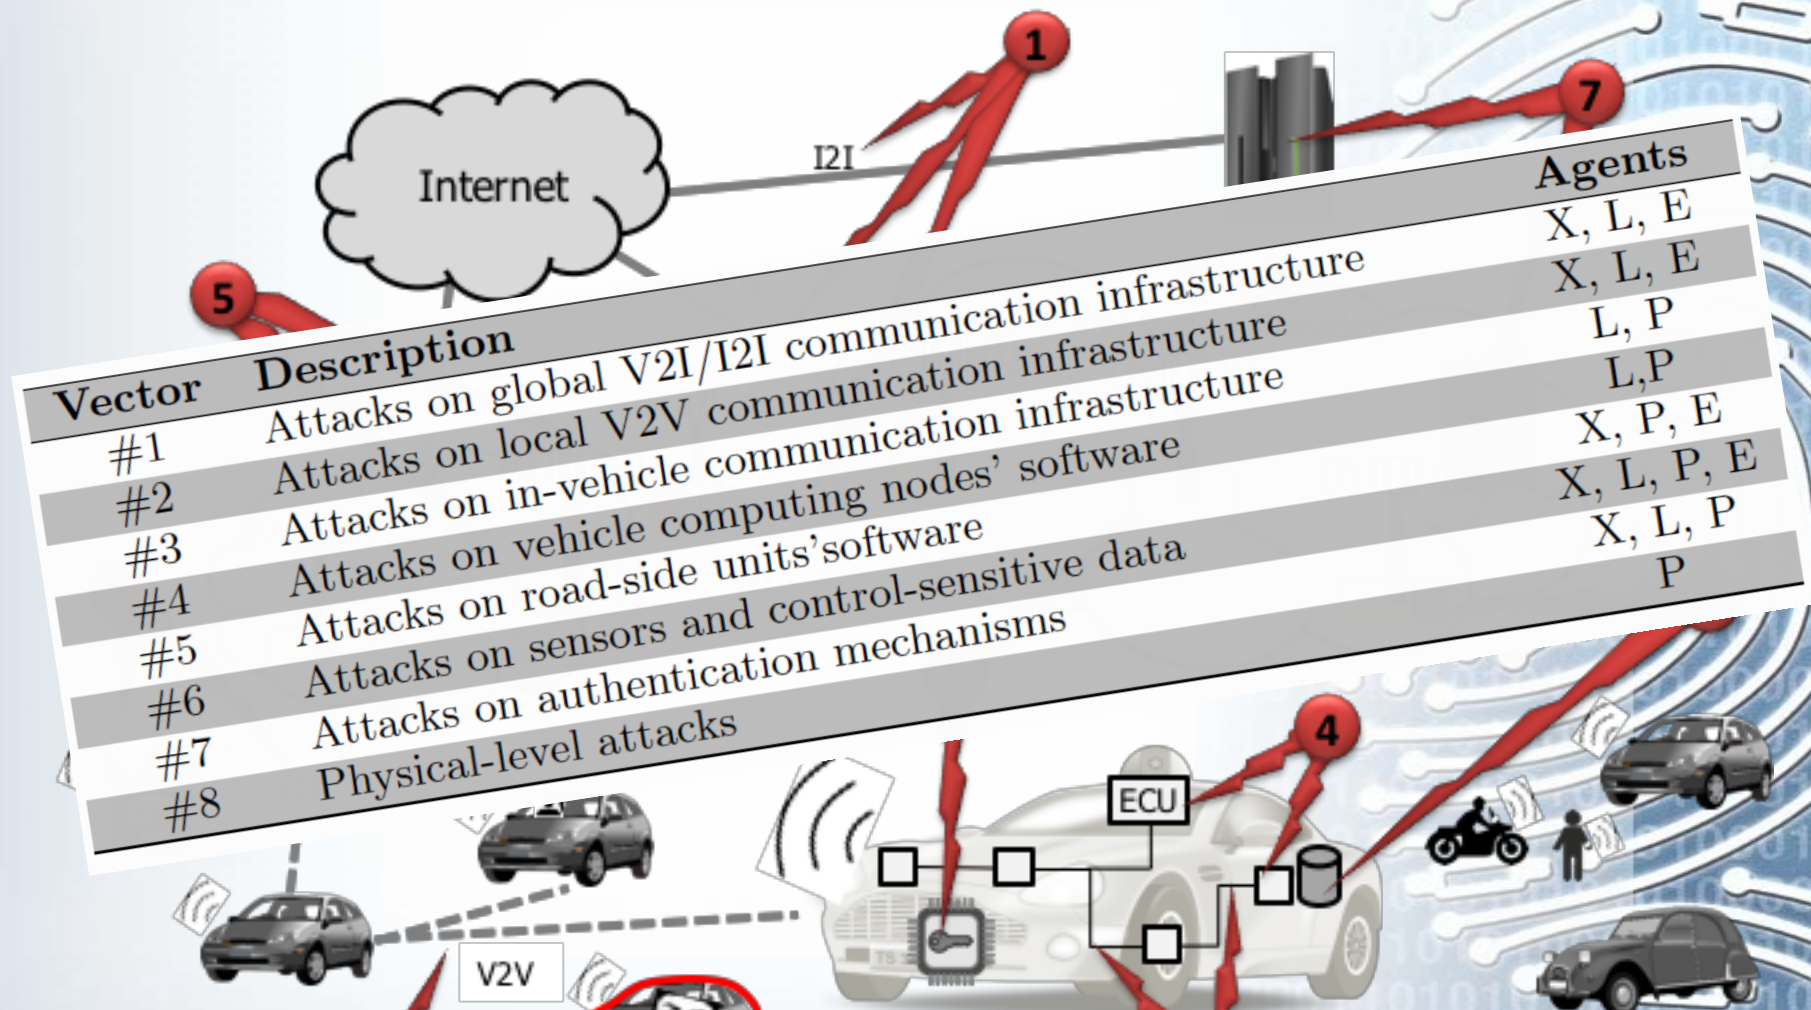 1
7
I2I
Internet
5
Vector Description Agents
#1 Attacks on global V2I/I2I communication infrastructure X, L, E
#2 Attacks on local V2V communication infrastructure X, L, E
#3 Attacks on in-vehicle communication infrastructure L, P
#4 Attacks on vehicle computing nodes' software L,P
#5 Attacks on road-side units'software X, P, E
#6 Attacks on sensors and control-sensitive data X, L, P, E
#7 Attacks on authentication mechanisms X, L, P
#8 Physical-level attacks P
4
ECU
TS
V2V